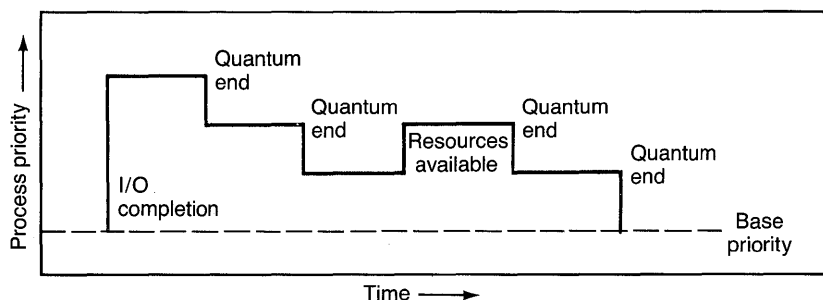 Process priority
Quantum
end
Quantum
end
Quantum
end
Quantum
end
Resources
available
I/O
completion
Base
priority
Time